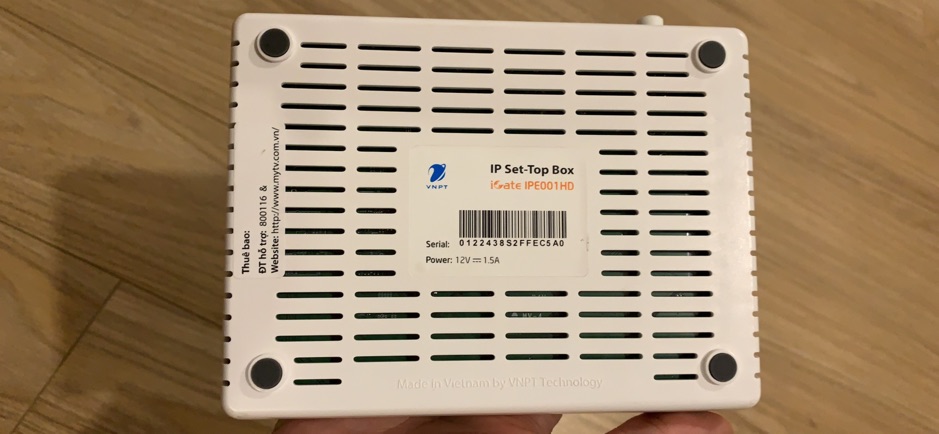 IP Set-Top Box
VNPT
iGate IPE001HD
Serial: 0122438S2FFEC5A0
Power: 12V ⎓ 1.5A
Thuê bao:
ĐT hỗ trợ: 800116 &
Website: http://www.mytv.com.vn/
Made in Vietnam by VNPT Technology